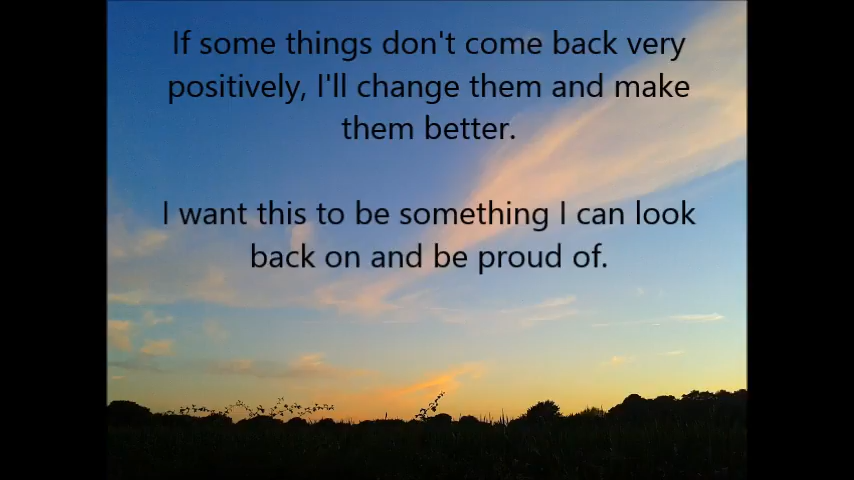 If some things don't come back very
positively, I'll change them and make
them better.
I want this to be something I can look
back on and be proud of.